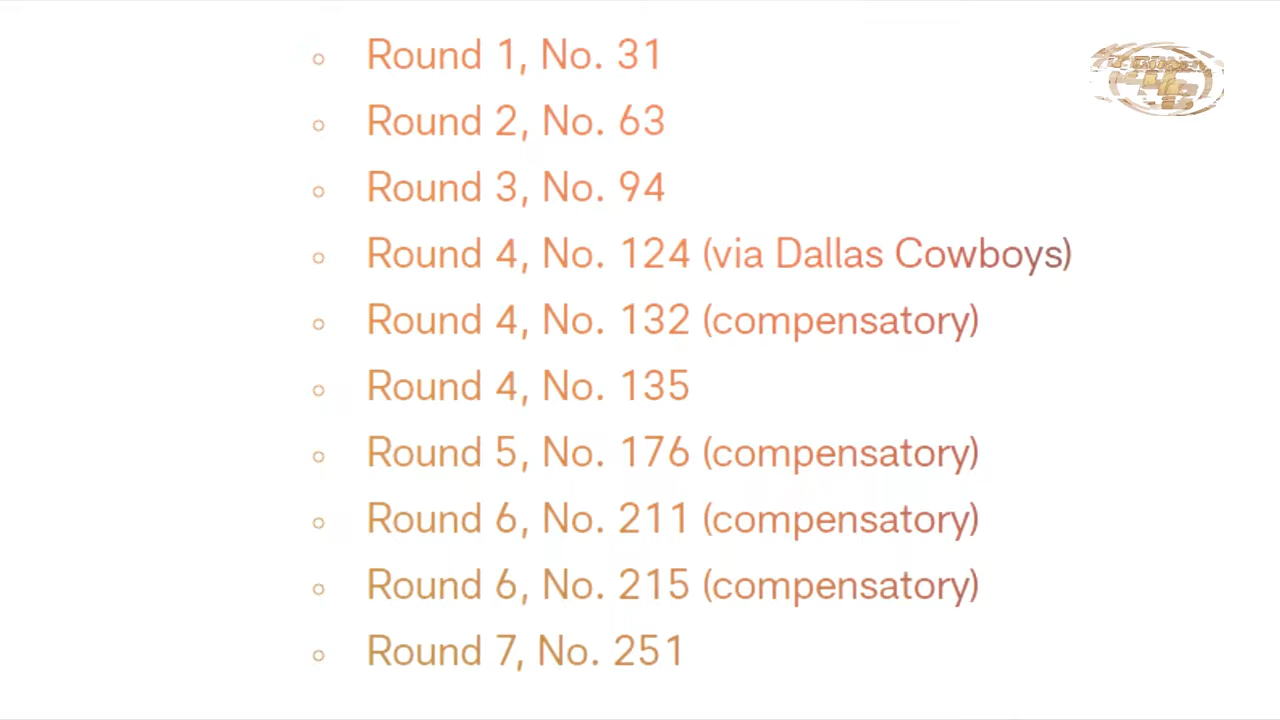 Round 1, No. 31
Round 2, No. 63
Round 3, No. 94
Round 4, No. 124 (via Dallas Cowboys)
Round 4, No. 132 (compensatory)
Round 4, No. 135
Round 5, No. 176 (compensatory)
Round 6, No. 211 (compensatory)
Round 6, No. 215 (compensatory)
Round 7, No. 251